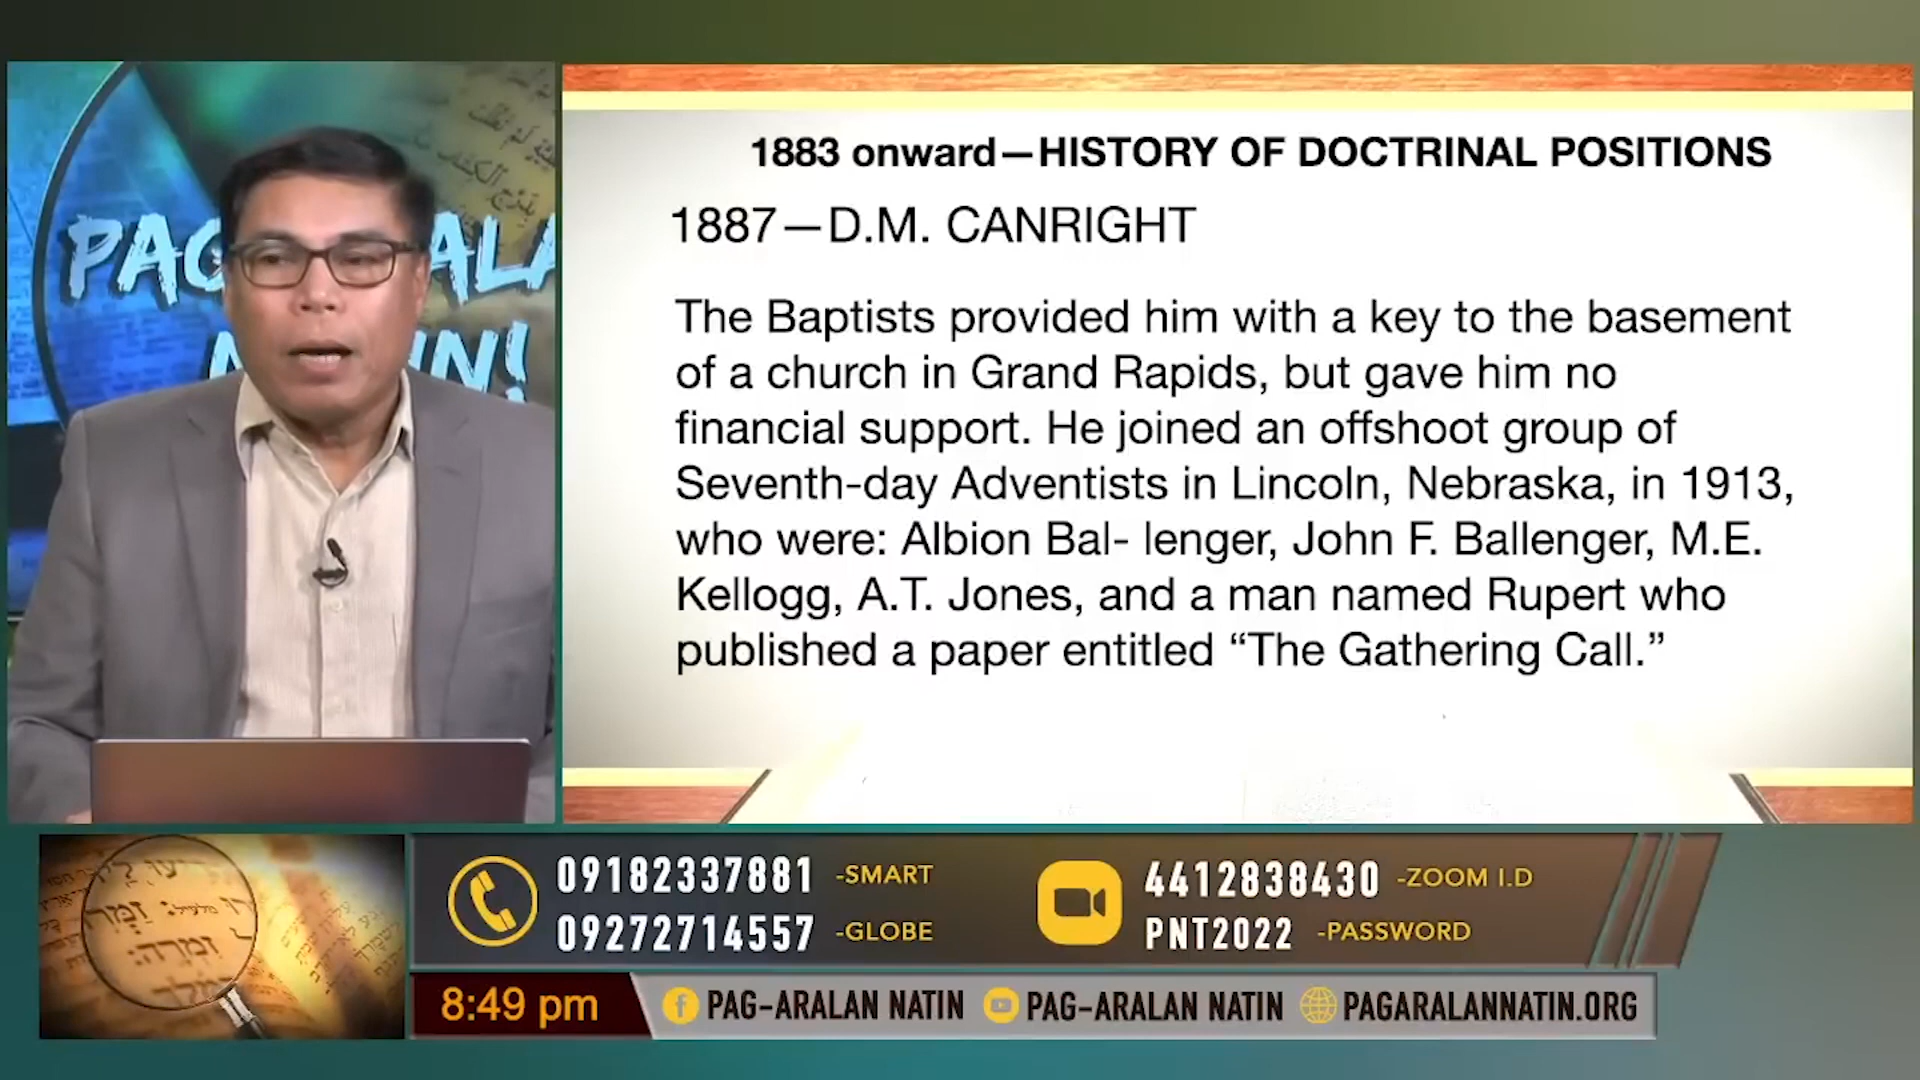 1883 onward—HISTORY OF DOCTRINAL POSITIONS
1887—D.M. CANRIGHT
The Baptists provided him with a key to the basement
of a church in Grand Rapids, but gave him no
financial support. He joined an offshoot group of
Seventh-day Adventists in Lincoln, Nebraska, in 1913,
who were: Albion Bal- lenger, John F. Ballenger, M.E.
Kellogg, A.T. Jones, and a man named Rupert who
published a paper entitled “The Gathering Call.”
09182337881 -SMART
09272714557 -GLOBE
4412838430 -ZOOM I.D
PNT2022 -PASSWORD
8:49 pm
PAG-ARALAN NATIN
PAG-ARALAN NATIN
PAGARALANNATIN.ORG